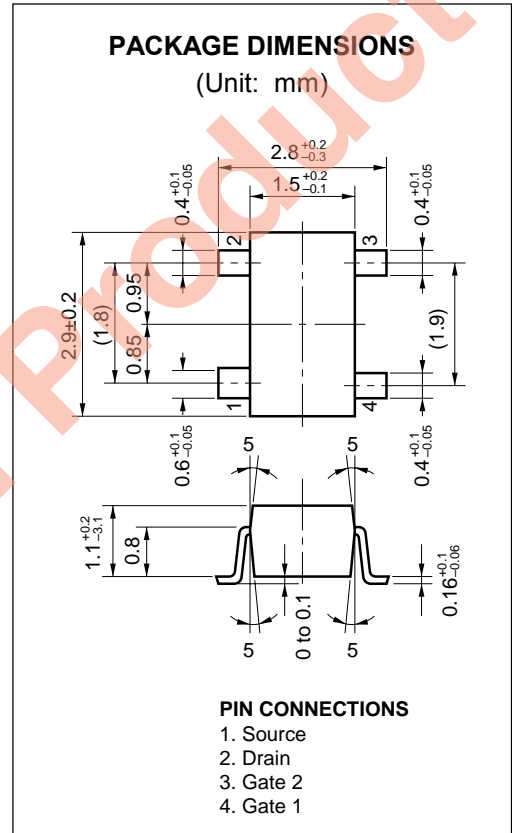 PACKAGE DIMENSIONS
(Unit: mm)
2.8 +0.2 −0.3
1.5 +0.2 −0.1
0.4 +0.1 −0.05
0.4 +0.1 −0.05
2
3
2.9±0.2
(1.8)
0.95
0.85
(1.9)
1
4
0.6 +0.1 −0.05
0.4 +0.1 −0.05
5
5
1.1 +0.2 −3.1
0.8
0 to 0.1
0.16 +0.1 −0.06
5
5
PIN CONNECTIONS
1. Source
2. Drain
3. Gate 2
4. Gate 1
Product